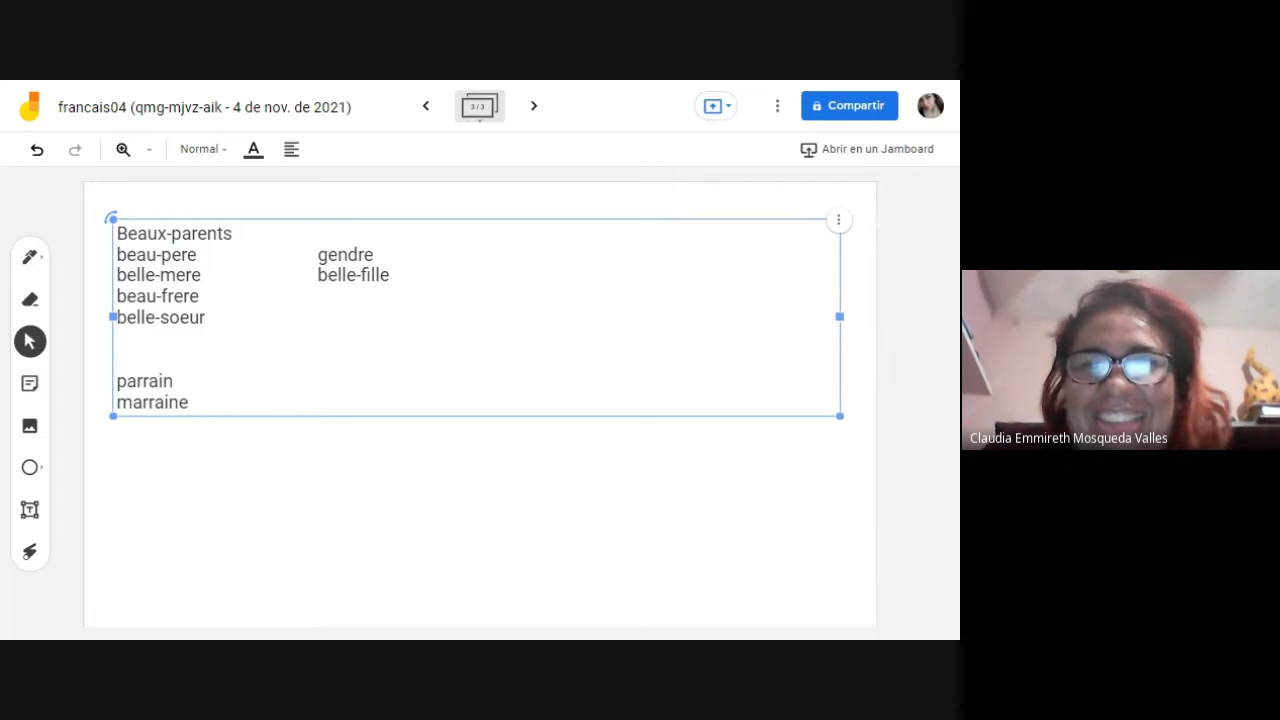 francais04 (qmg-mjvz-aik - 4 de nov. de 2021)
3 / 3
Compartir
Normal
A
Abrir en un Jamboard
Beaux-parents
beau-pere gendre
belle-mere belle-fille
beau-frere
belle-soeur
parrain
marraine
T
Claudia Emmireth Mosqueda Valles